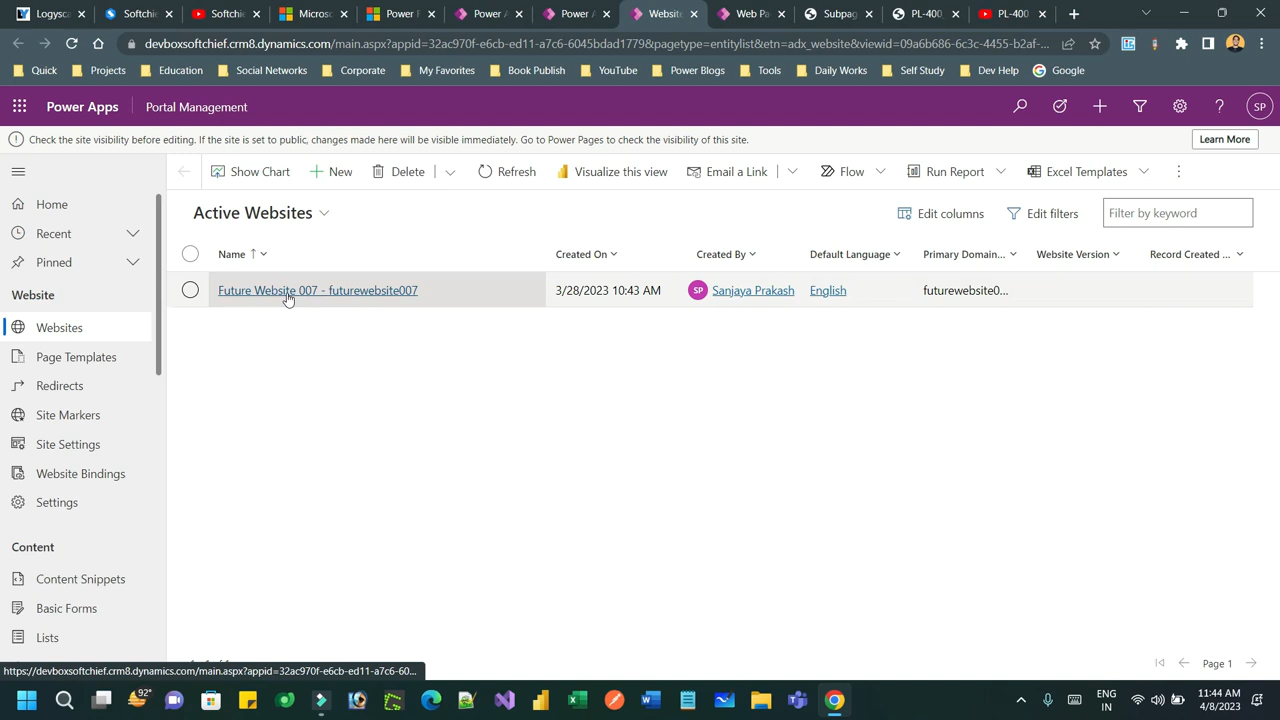 Logysca
Softchie
Softchie
Micros
Power F
Power A
Power A
Website
Web Pa
Subpag
PL-400
PL-400
devboxsoftchief.crm8.dynamics.com/main.aspx?appid=32ac970f-e6cb-ed11-a7c6-6045bdad1779&pagetype=entitylist&etn=adx_website&viewid=09a6b686-6c3c-4455-b2af-...
Quick
Projects
Education
Social Networks
Corporate
My Favorites
Book Publish
YouTube
Power Blogs
Tools
Daily Works
Self Study
Dev Help
Google
Power Apps
Portal Management
SP
Check the site visibility before editing. If the site is set to public, changes made here will be visible immediately. Go to Power Pages to check the visibility of this site.
Learn More
Show Chart
New
Delete
Refresh
Visualize this view
Email a Link
Flow
Run Report
Excel Templates
Home
Recent
Pinned
Website
Websites
Page Templates
Redirects
Site Markers
Site Settings
Website Bindings
Settings
Content
Content Snippets
Basic Forms
Lists
Active Websites
Edit columns
Edit filters
Filter by keyword
Name
Created On
Created By
Default Language
Primary Domain...
Website Version
Record Created ...
Future Website 007 - futurewebsite007
3/28/2023 10:43 AM
SP
Sanjaya Prakash
English
futurewebsite0...
Page 1
https://devboxsoftchief.crm8.dynamics.com/main.aspx?appid=32ac970f-e6cb-ed11-a7c6-60...
92°
ENG
IN
11:44 AM
4/8/2023